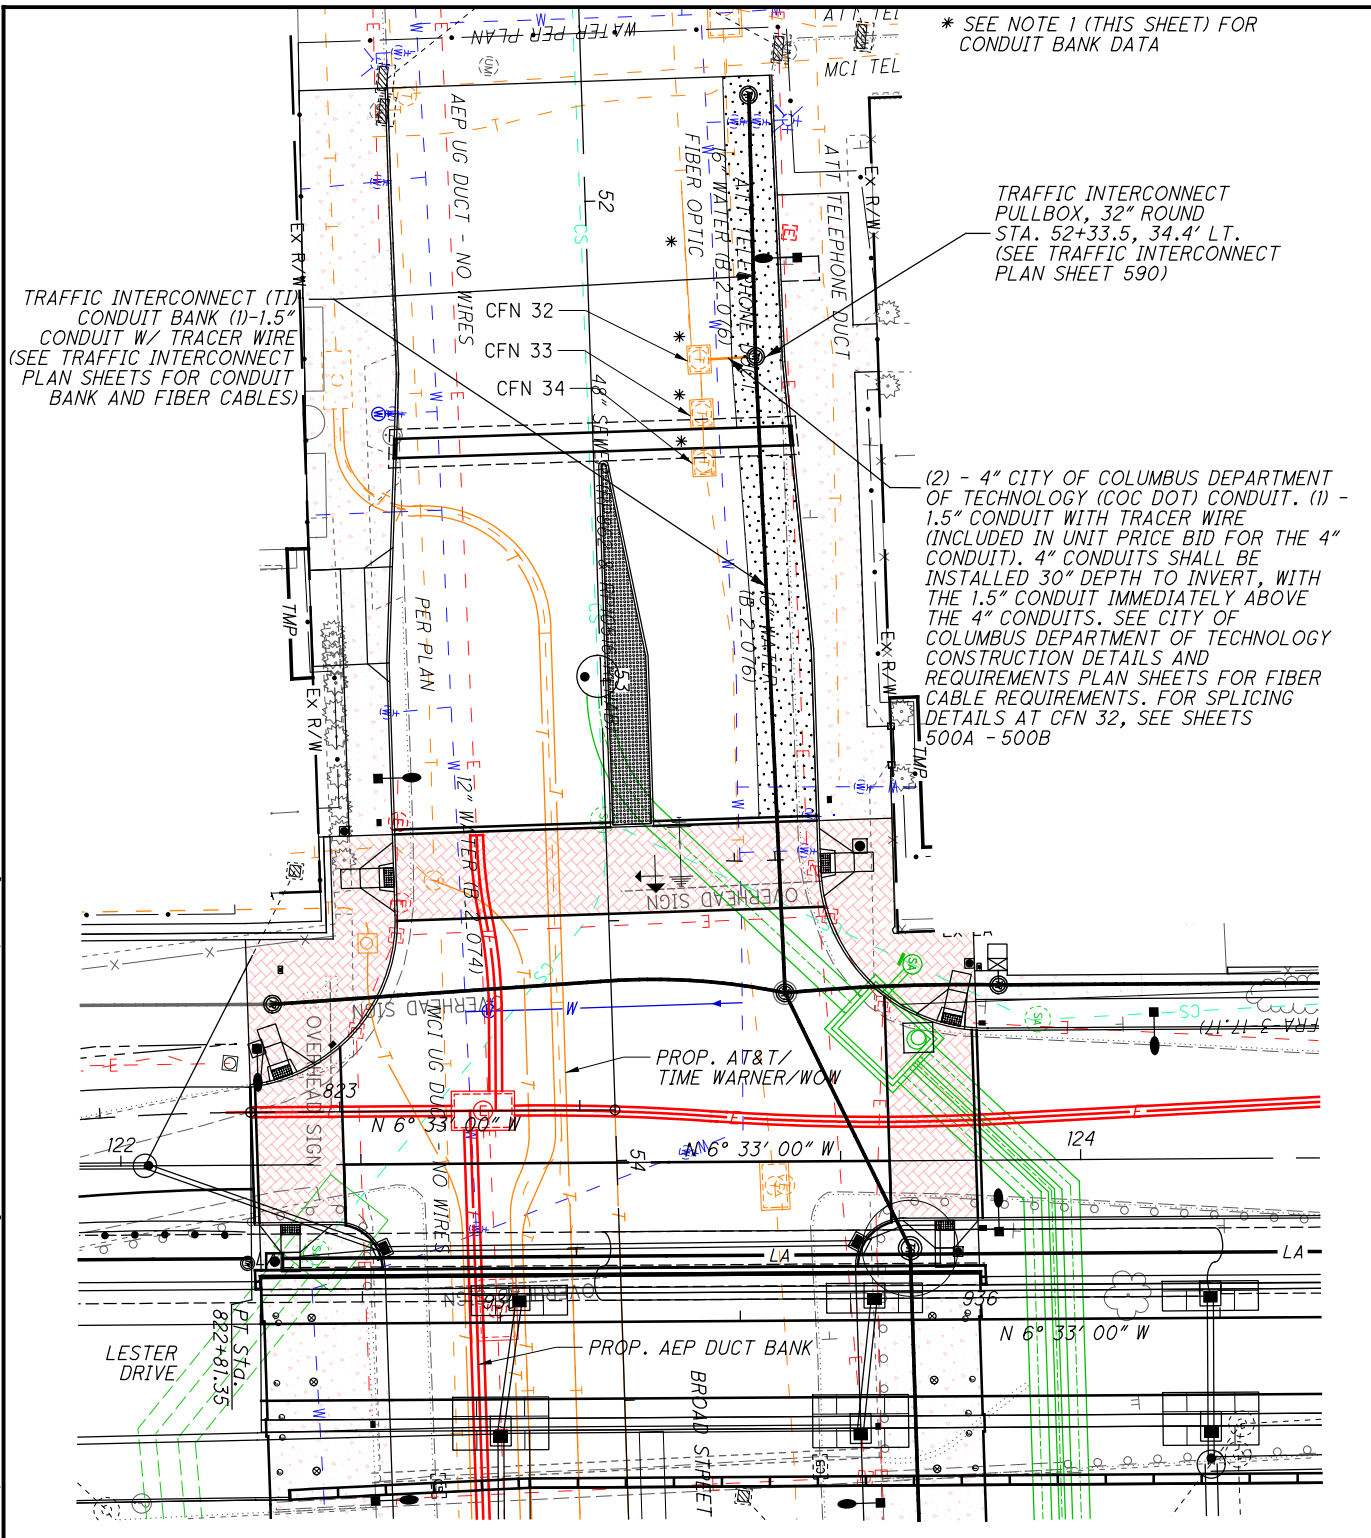 * SEE NOTE 1 (THIS SHEET) FOR
CONDUIT BANK DATA
WATER PER PLAN
MCI TEL
AEP UG DUCT - NO WIRES
FIBER OPTIC
16" WATER (B-2-076)
ATT TELEPHONE DUCT
52
Ex R/W
Ex R/W
TRAFFIC INTERCONNECT
PULLBOX, 32" ROUND
STA. 52+33.5, 34.4' LT.
(SEE TRAFFIC INTERCONNECT
PLAN SHEET 590)
TRAFFIC INTERCONNECT (TI)
CONDUIT BANK (1)-1.5"
CONDUIT W/ TRACER WIRE
(SEE TRAFFIC INTERCONNECT
PLAN SHEETS FOR CONDUIT
BANK AND FIBER CABLES)
CFN 32
CFN 33
CFN 34
(2) - 4" CITY OF COLUMBUS DEPARTMENT
OF TECHNOLOGY (COC DOT) CONDUIT. (1) -
1.5" CONDUIT WITH TRACER WIRE
(INCLUDED IN UNIT PRICE BID FOR THE 4"
CONDUIT). 4" CONDUITS SHALL BE
INSTALLED 30" DEPTH TO INVERT, WITH
THE 1.5" CONDUIT IMMEDIATELY ABOVE
THE 4" CONDUITS. SEE CITY OF
COLUMBUS DEPARTMENT OF TECHNOLOGY
CONSTRUCTION DETAILS AND
REQUIREMENTS PLAN SHEETS FOR FIBER
CABLE REQUIREMENTS. FOR SPLICING
DETAILS AT CFN 32, SEE SHEETS
500A - 500B
TMP
PER PLAN
16" WATER
(B-2-076)
53
Ex R/W
Ex R/W
TMP
12" WATER (B-2-074)
OVERHEAD SIGN
OVERHEAD SIGN
OVERHEAD SIGN
MCI UG DUCT - NO WIRES
FRA-3-17.17)
PROP. AT&T/
TIME WARNER/WOW
823
N 6° 33' 00" W
N 6° 33' 00" W
122
124
54
LA
LA
936
N 6° 33' 00" W
PT Sta.
822+81.35
LESTER
DRIVE
PROP. AEP DUCT BANK
BROAD STREET